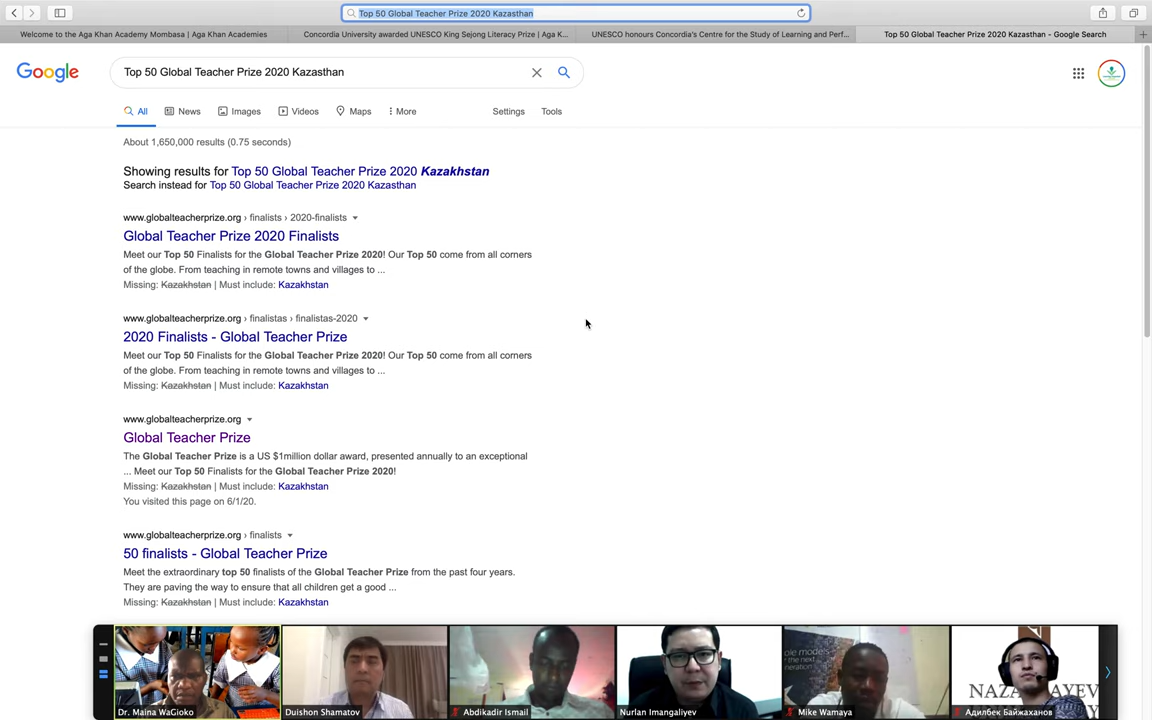 Top 50 Global Teacher Prize 2020 Kazasthan
Welcome to the Aga Khan Academy Mombasa | Aga Khan Academies
Concordia University awarded UNESCO King Sejong Literacy Prize | Aga K...
UNESCO honours Concordia's Centre for the Study of Learning and Perf...
Top 50 Global Teacher Prize 2020 Kazasthan - Google Search
Google
Top 50 Global Teacher Prize 2020 Kazasthan
All News Images Videos Maps More Settings Tools
About 1,650,000 results (0.75 seconds)
Showing results for Top 50 Global Teacher Prize 2020 Kazakhstan
Search instead for Top 50 Global Teacher Prize 2020 Kazasthan
www.globalteacherprize.org › finalists › 2020-finalists
Global Teacher Prize 2020 Finalists
Meet our Top 50 Finalists for the Global Teacher Prize 2020! Our Top 50 come from all corners
of the globe. From teaching in remote towns and villages to ...
Missing: Kazakhstan | Must include: Kazakhstan
www.globalteacherprize.org › finalistas › finalistas-2020
2020 Finalists - Global Teacher Prize
Meet our Top 50 Finalists for the Global Teacher Prize 2020! Our Top 50 come from all corners
of the globe. From teaching in remote towns and villages to ...
Missing: Kazakhstan | Must include: Kazakhstan
www.globalteacherprize.org
Global Teacher Prize
The Global Teacher Prize is a US $1million dollar award, presented annually to an exceptional
... Meet our Top 50 Finalists for the Global Teacher Prize 2020!
Missing: Kazakhstan | Must include: Kazakhstan
You visited this page on 6/1/20.
www.globalteacherprize.org › finalists
50 finalists - Global Teacher Prize
Meet the extraordinary top 50 finalists of the Global Teacher Prize from the past four years.
They are paving the way to ensure that all children get a good ...
Missing: Kazakhstan | Must include: Kazakhstan
Dr. Maina WaGioko
Duishon Shamatov
Abdikadir Ismail
Nurlan Imangaliyev
Mike Wamaya
NAZARBAYEV
Адилбек Байжаханов